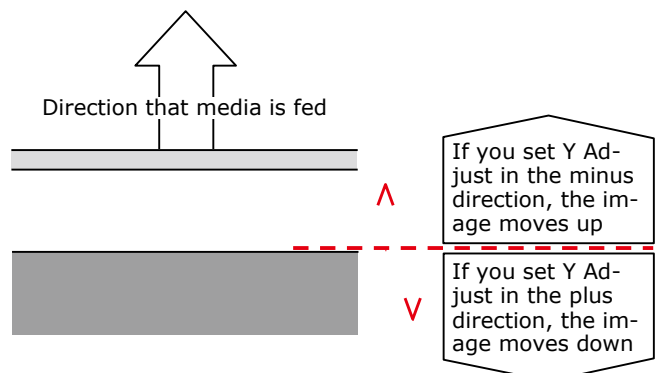 Direction that media is fed
If you set Y Ad-
just in the minus
direction, the im-
age moves up
If you set Y Ad-
just in the plus
direction, the im-
age moves down